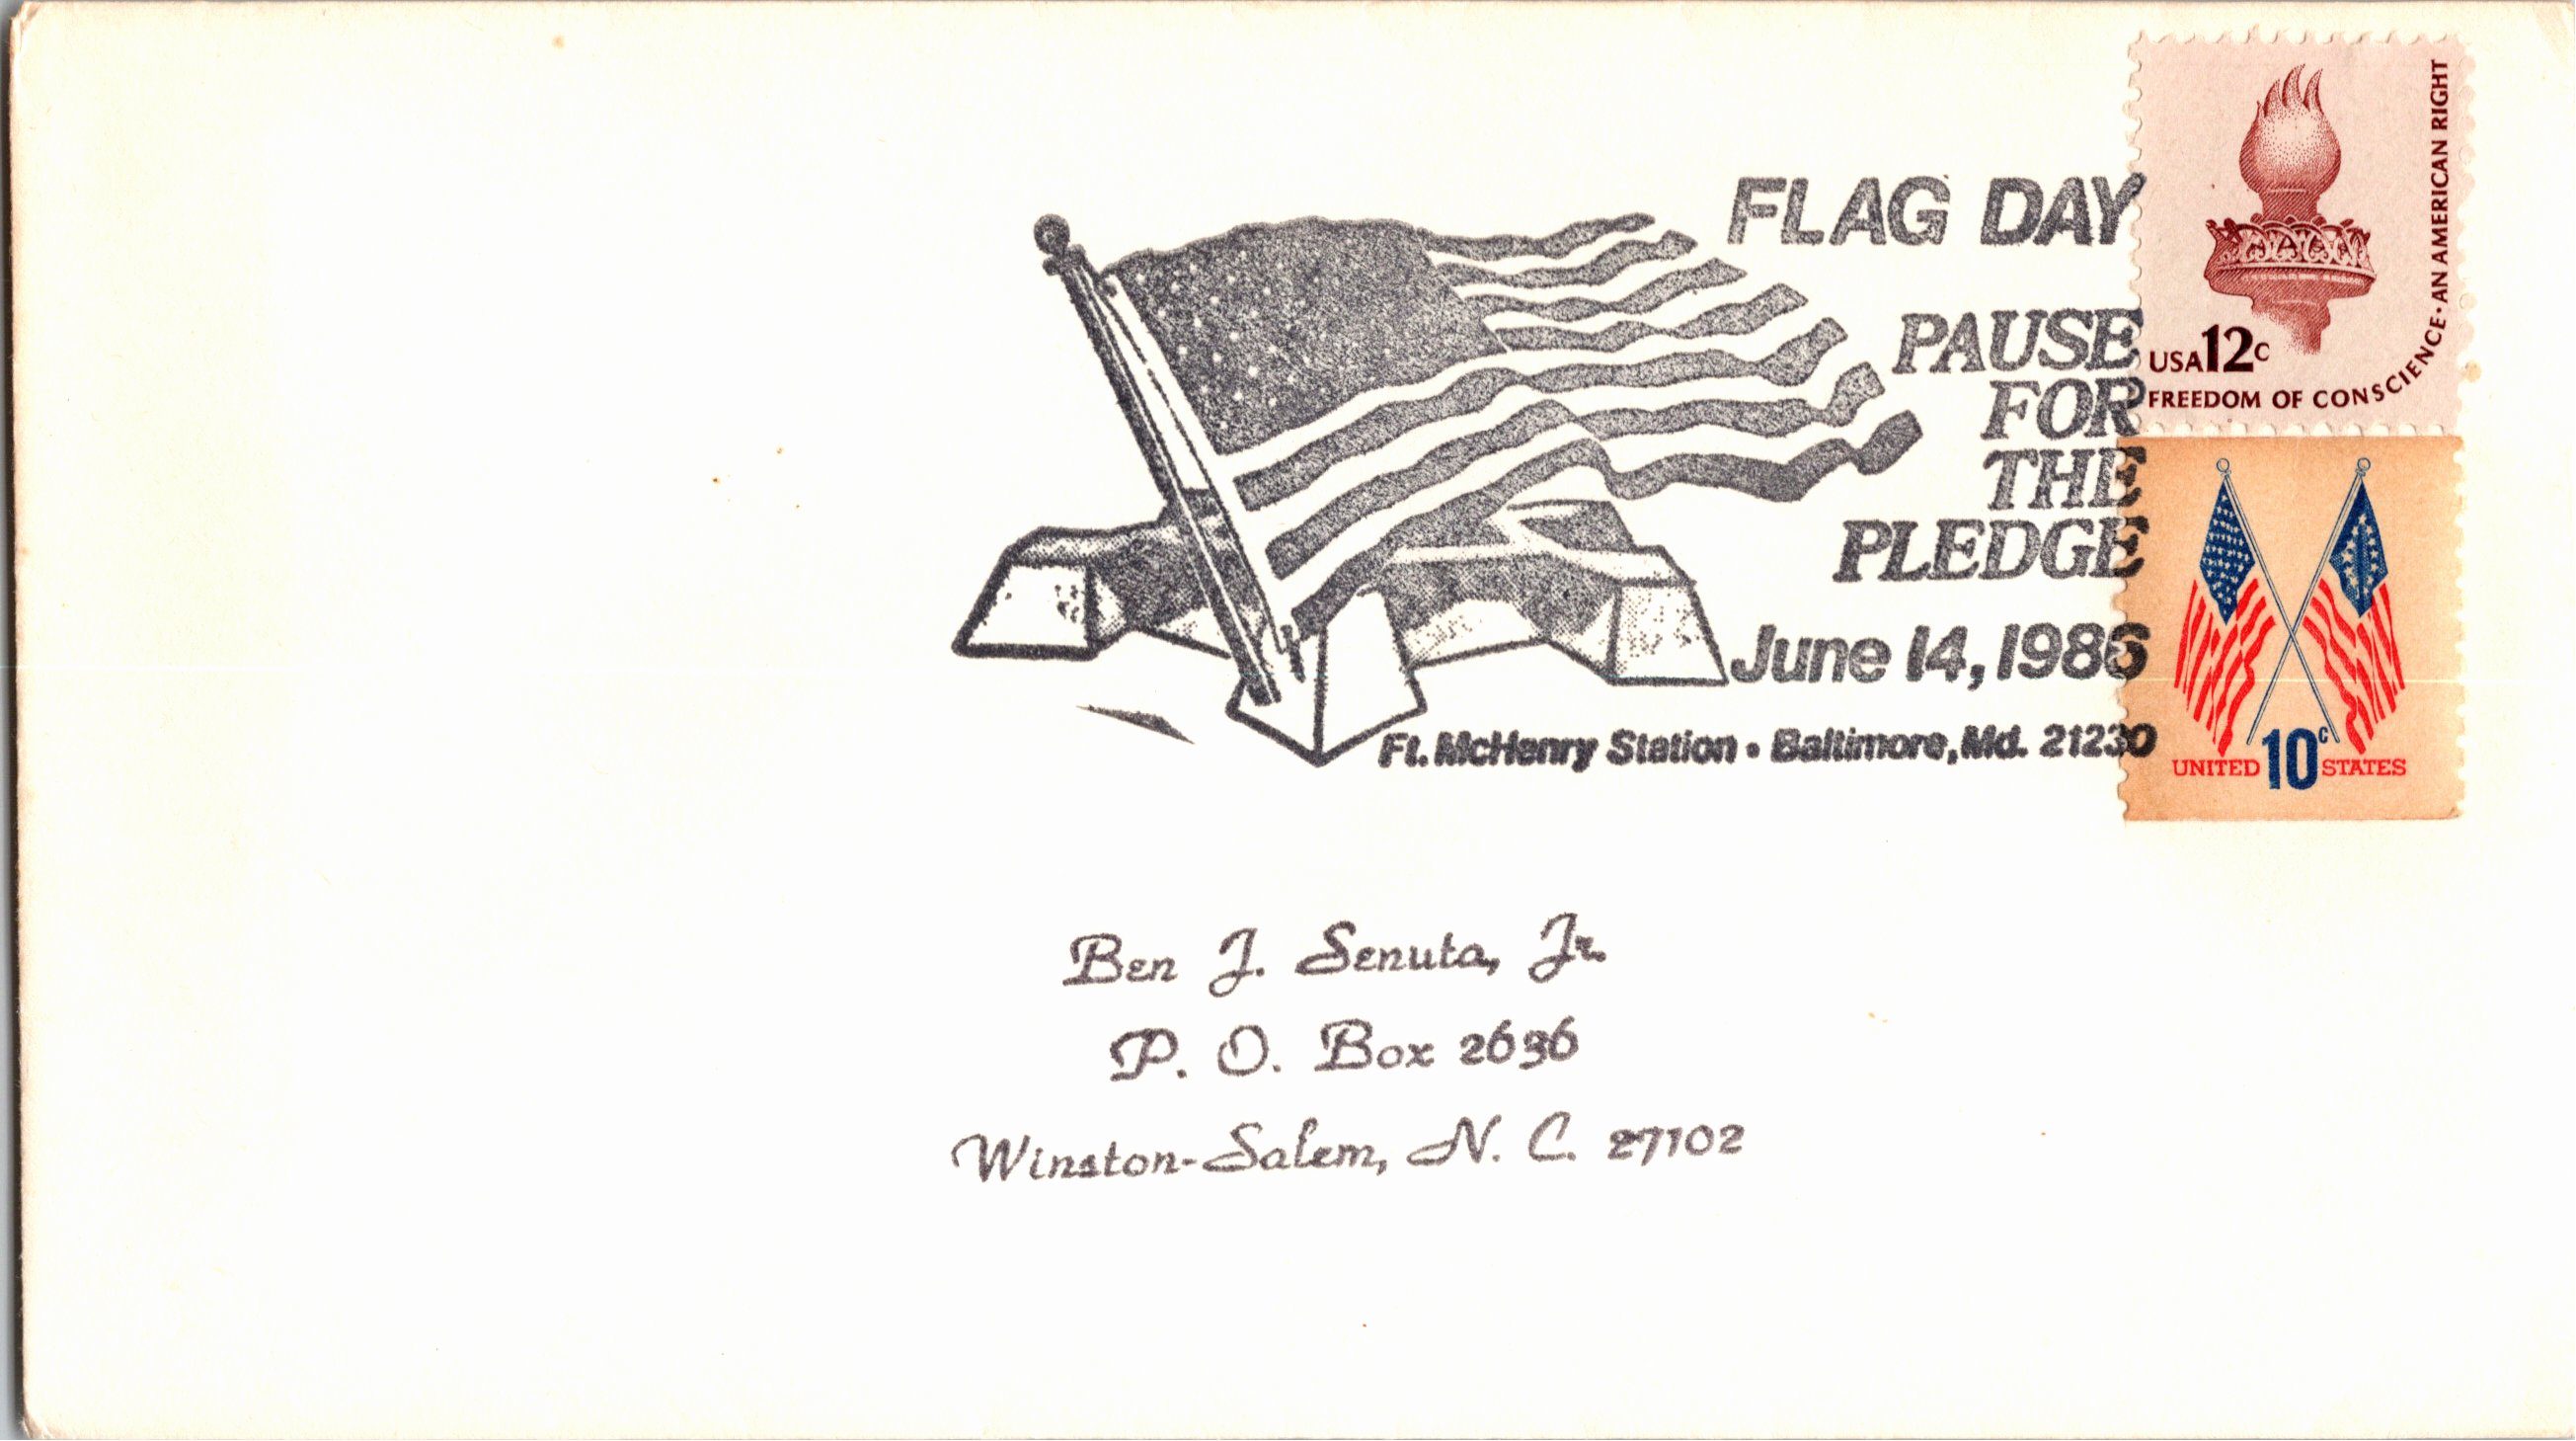 FLAG DAY
PAUSE
FOR
THE
PLEDGE
June 14, 1986
Ft. McHenry Station • Baltimore, Md. 21230
USA 12c
FREEDOM OF CONSCIENCE • AN AMERICAN RIGHT
UNITED 10c STATES
Ben J. Senuta, Jr.
P. O. Box 2636
Winston-Salem, N. C. 27102